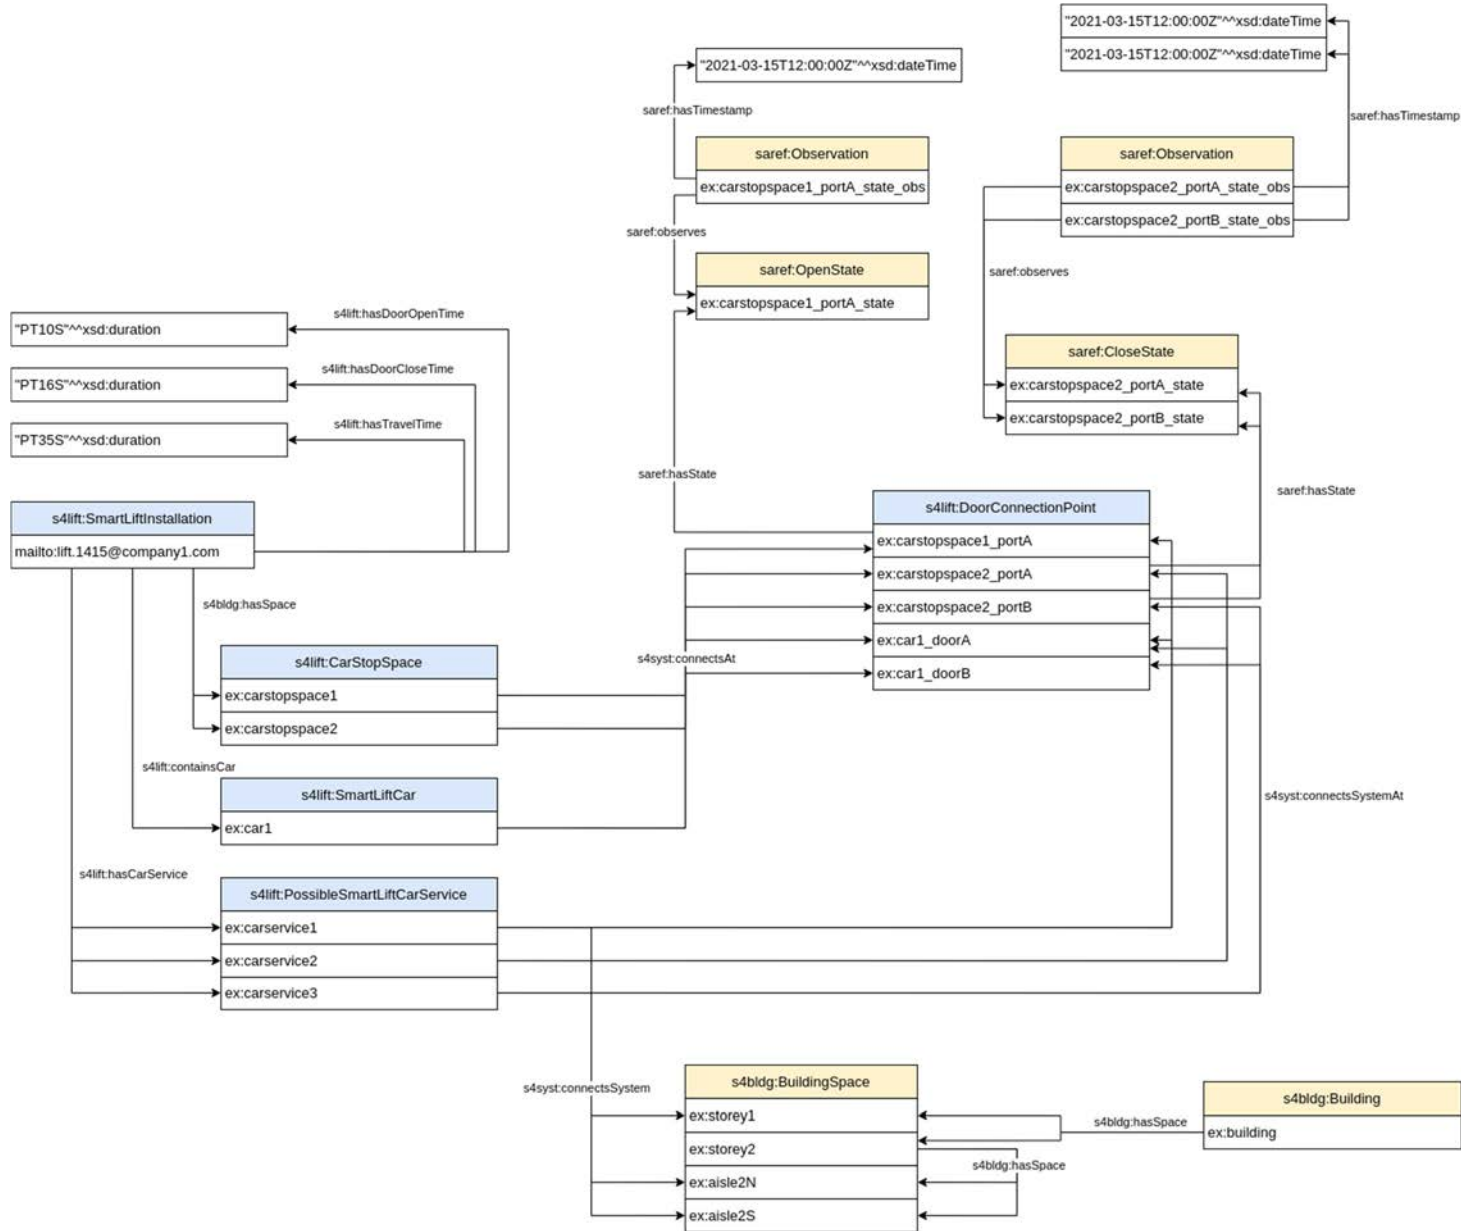 "2021-03-15T12:00:00Z"^^xsd:dateTime
"2021-03-15T12:00:00Z"^^xsd:dateTime
"2021-03-15T12:00:00Z"^^xsd:dateTime
saref:hasTimestamp
saref:hasTimestamp
saref:Observation
ex:carstopspace1_portA_state_obs
saref:Observation
ex:carstopspace2_portA_state_obs
ex:carstopspace2_portB_state_obs
saref:observes
saref:observes
saref:OpenState
ex:carstopspace1_portA_state
"PT10S"^^xsd:duration
s4lift:hasDoorOpenTime
"PT16S"^^xsd:duration
s4lift:hasDoorCloseTime
"PT35S"^^xsd:duration
s4lift:hasTravelTime
saref:CloseState
ex:carstopspace2_portA_state
ex:carstopspace2_portB_state
saref:hasState
saref:hasState
s4lift:SmartLiftInstallation
mailto:lift.1415@company1.com
s4lift:DoorConnectionPoint
ex:carstopspace1_portA
ex:carstopspace2_portA
ex:carstopspace2_portB
ex:car1_doorA
ex:car1_doorB
s4bldg:hasSpace
s4lift:CarStopSpace
ex:carstopspace1
ex:carstopspace2
s4syst:connectsAt
s4lift:containsCar
s4lift:SmartLiftCar
ex:car1
s4syst:connectsSystemAt
s4lift:hasCarService
s4lift:PossibleSmartLiftCarService
ex:carservice1
ex:carservice2
ex:carservice3
s4syst:connectsSystem
s4bldg:BuildingSpace
ex:storey1
ex:storey2
ex:aisle2N
ex:aisle2S
s4bldg:hasSpace
s4bldg:hasSpace
s4bldg:Building
ex:building